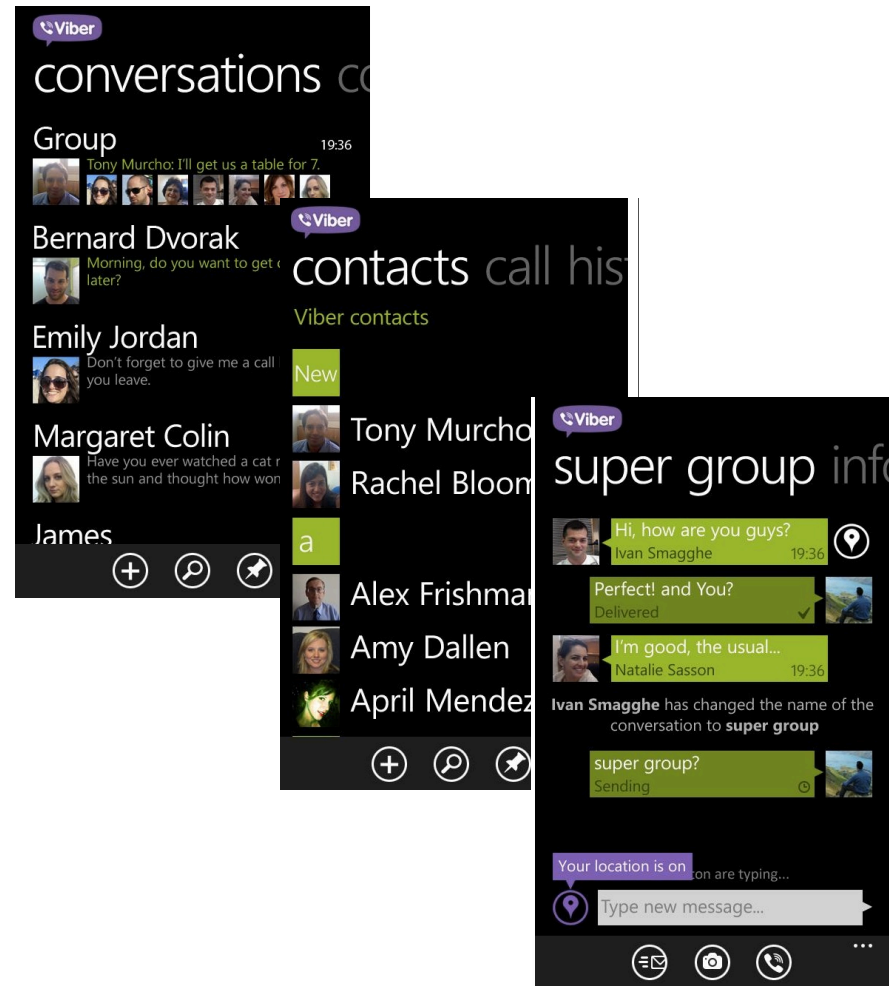 Viber
conversations co
Group
19:36
Tony Murcho: I'll get us a table for 7.
Bernard Dvorak
Morning, do you want to get
later?
Emily Jordan
Don't forget to give me a call
you leave.
Margaret Colin
Have you ever watched a cat
the sun and thought how
James
Viber
contacts call his
Viber contacts
New
Tony Murcho
Rachel Bloom
a
Alex Frishma
Amy Dallen
April Mendez
Viber
super group info
Hi, how are you guys?
Ivan Smagghe 19:36
Perfect! and You?
Delivered
I'm good, the usual...
Natalie Sasson 19:36
Ivan Smagghe has changed the name of the
conversation to super group
super group?
Sending
Your location is on
are typing...
Type new message...